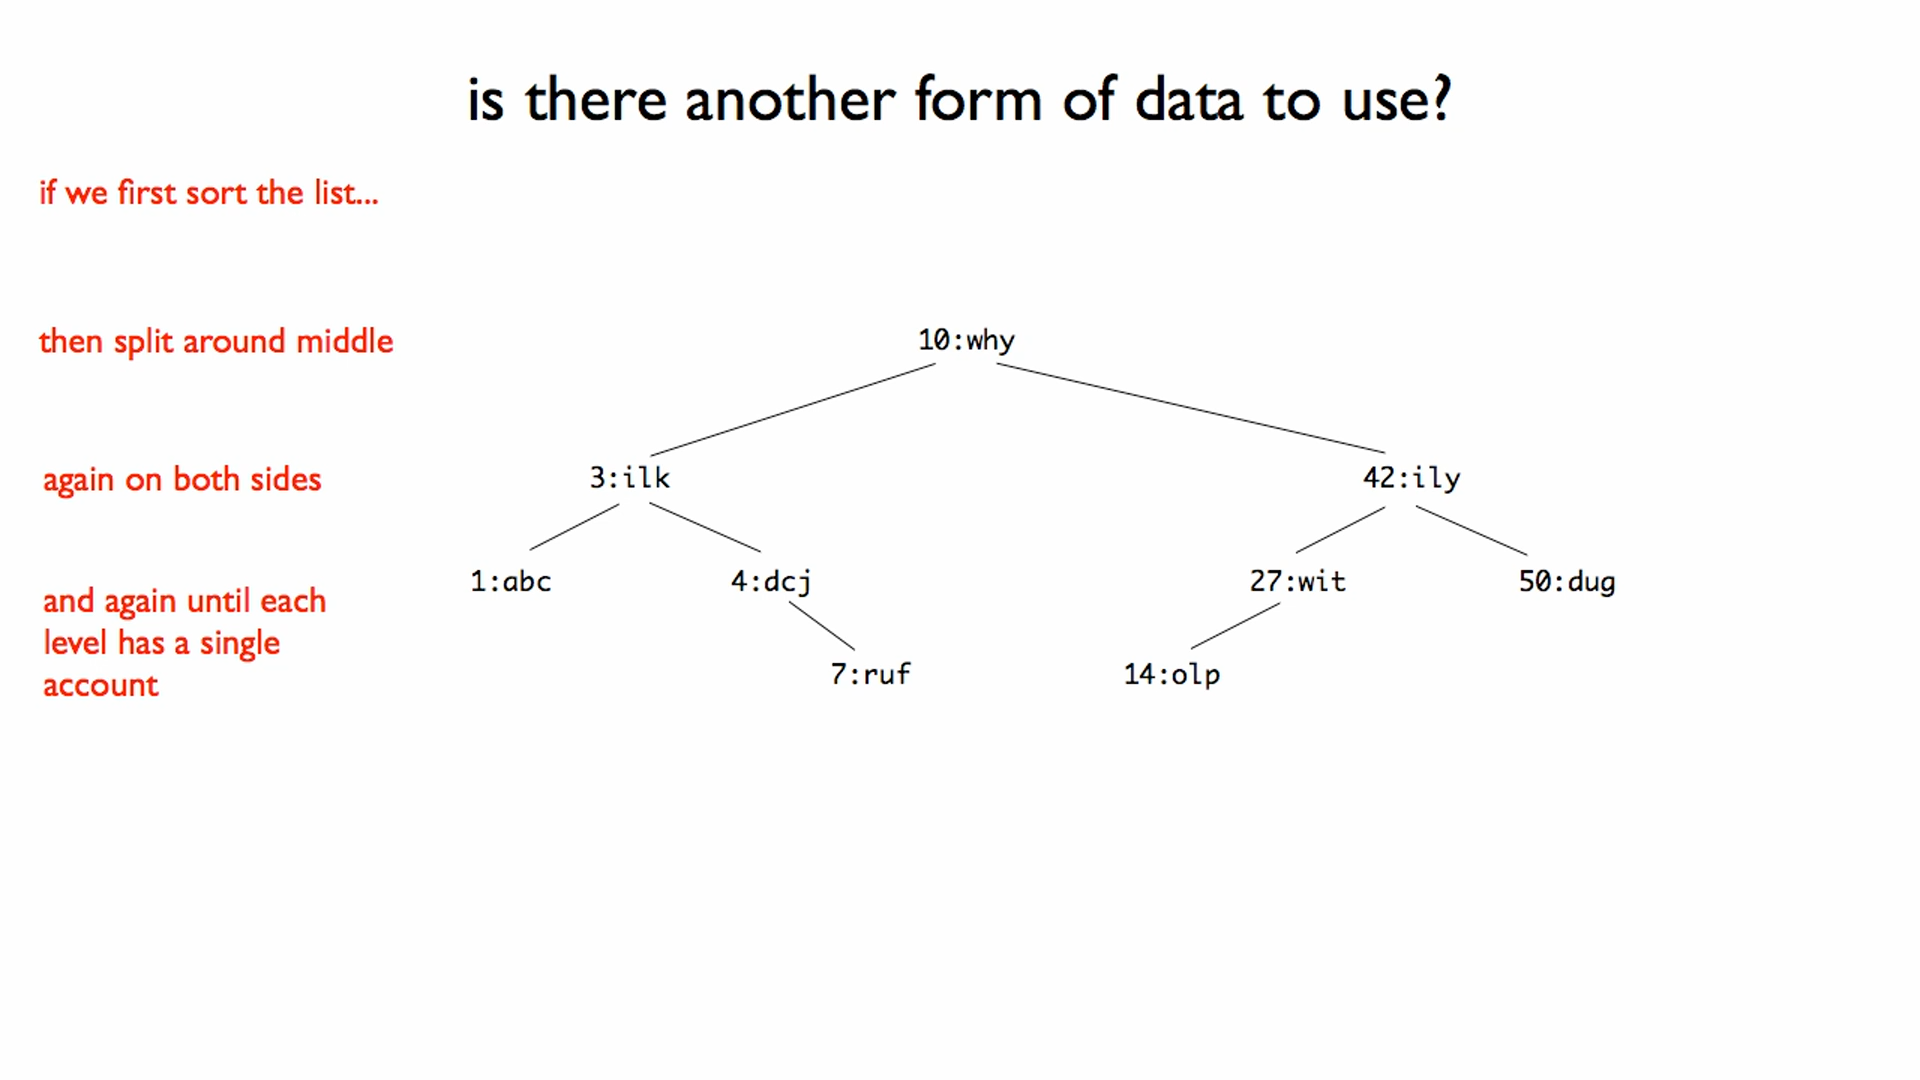 is there another form of data to use?
if we first sort the list...
then split around middle
10:why
again on both sides
3:ilk
42:ily
1:abc
4:dcj
27:wit
50:dug
and again until each
level has a single
account
7:ruf
14:olp